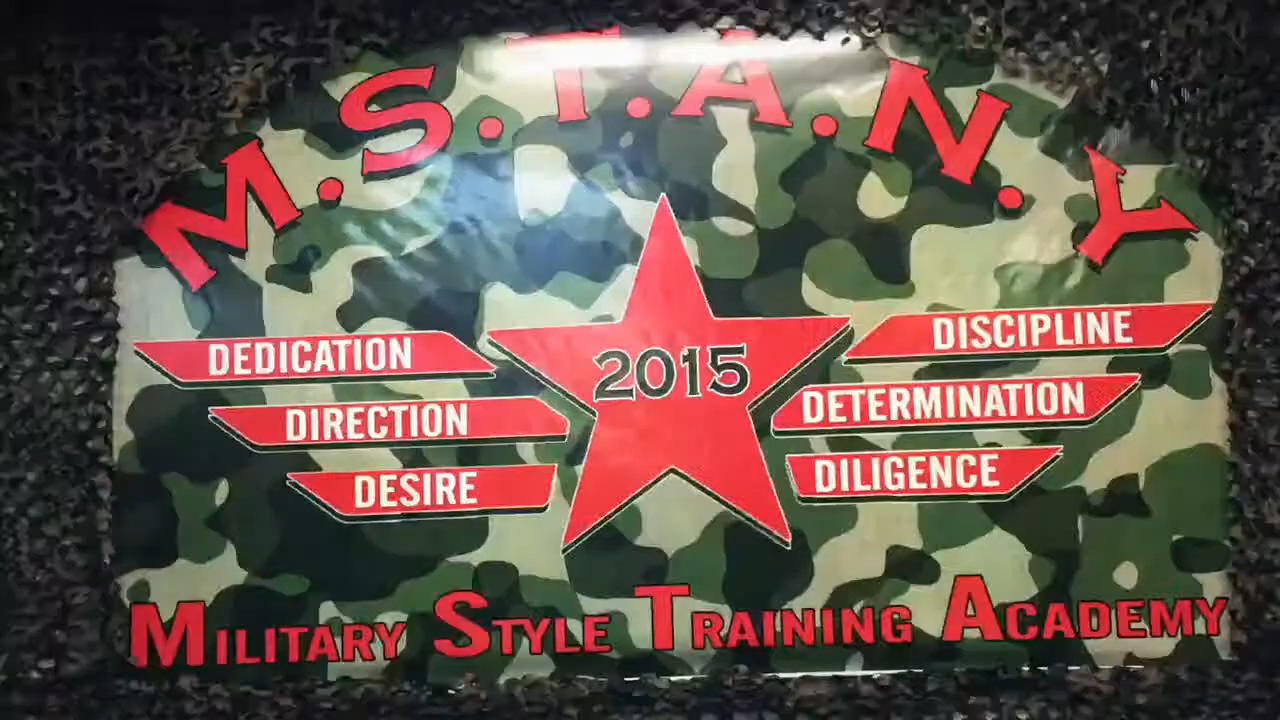 M.S.T.A.N.Y
DEDICATION
DIRECTION
DESIRE
2015
DISCIPLINE
DETERMINATION
DILIGENCE
MILITARY STYLE TRAINING ACADEMY